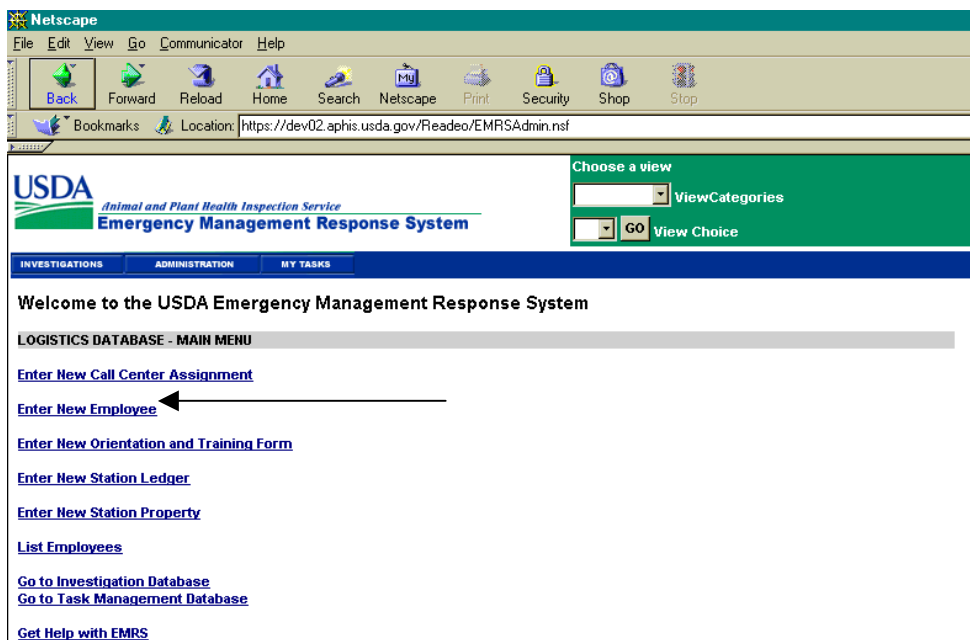 Netscape
File Edit View Go Communicator Help
Back Forward Reload Home Search Netscape Print Security Shop Stop
My
Bookmarks Location: https://dev02.aphis.usda.gov/Readeo/EMRSAdmin.nsf
Choose a view
ViewCategories
GO View Choice
USDA
Animal and Plant Health Inspection Service
Emergency Management Response System
INVESTIGATIONS ADMINISTRATION MY TASKS
Welcome to the USDA Emergency Management Response System
LOGISTICS DATABASE - MAIN MENU
Enter New Call Center Assignment
Enter New Employee
Enter New Orientation and Training Form
Enter New Station Ledger
Enter New Station Property
List Employees
Go to Investigation Database
Go to Task Management Database
Get Help with EMRS